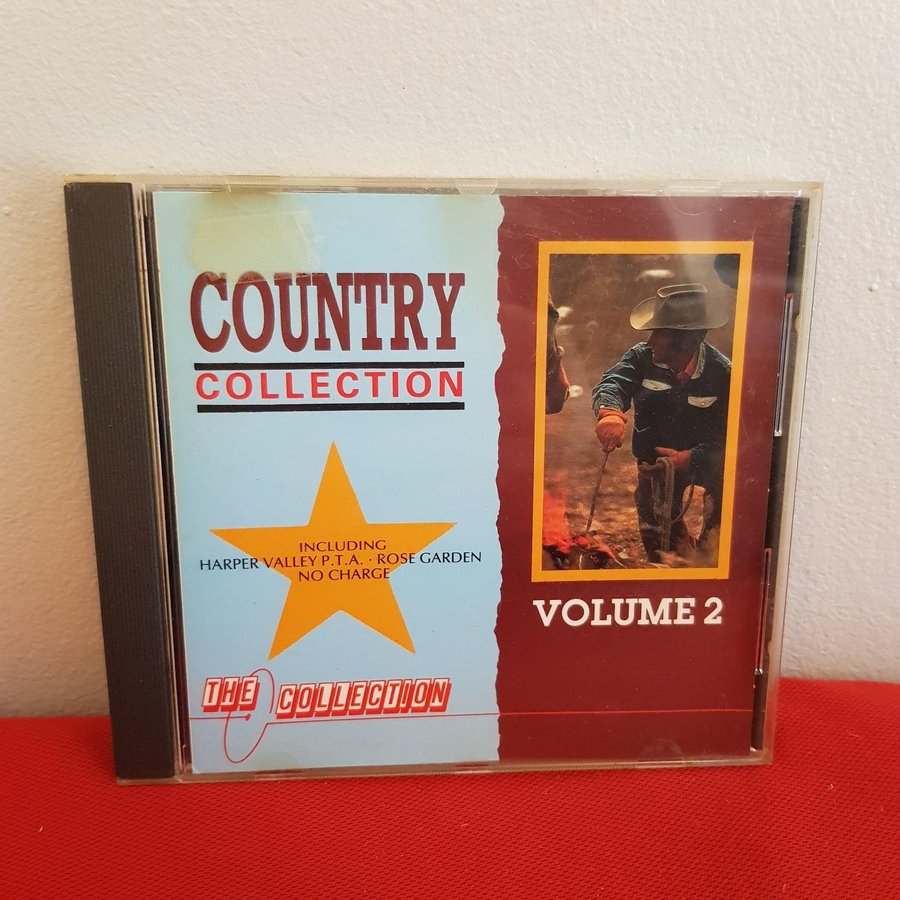 COUNTRY
COLLECTION
INCLUDING
HARPER VALLEY P.T.A. · ROSE GARDEN
NO CHARGE
THE COLLECTION
VOLUME 2